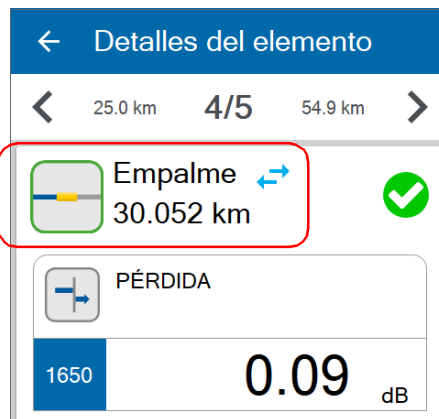 Detalles del elemento
25.0 km 4/5 54.9 km
Empalme
30.052 km
PÉRDIDA
1650 0.09 dB